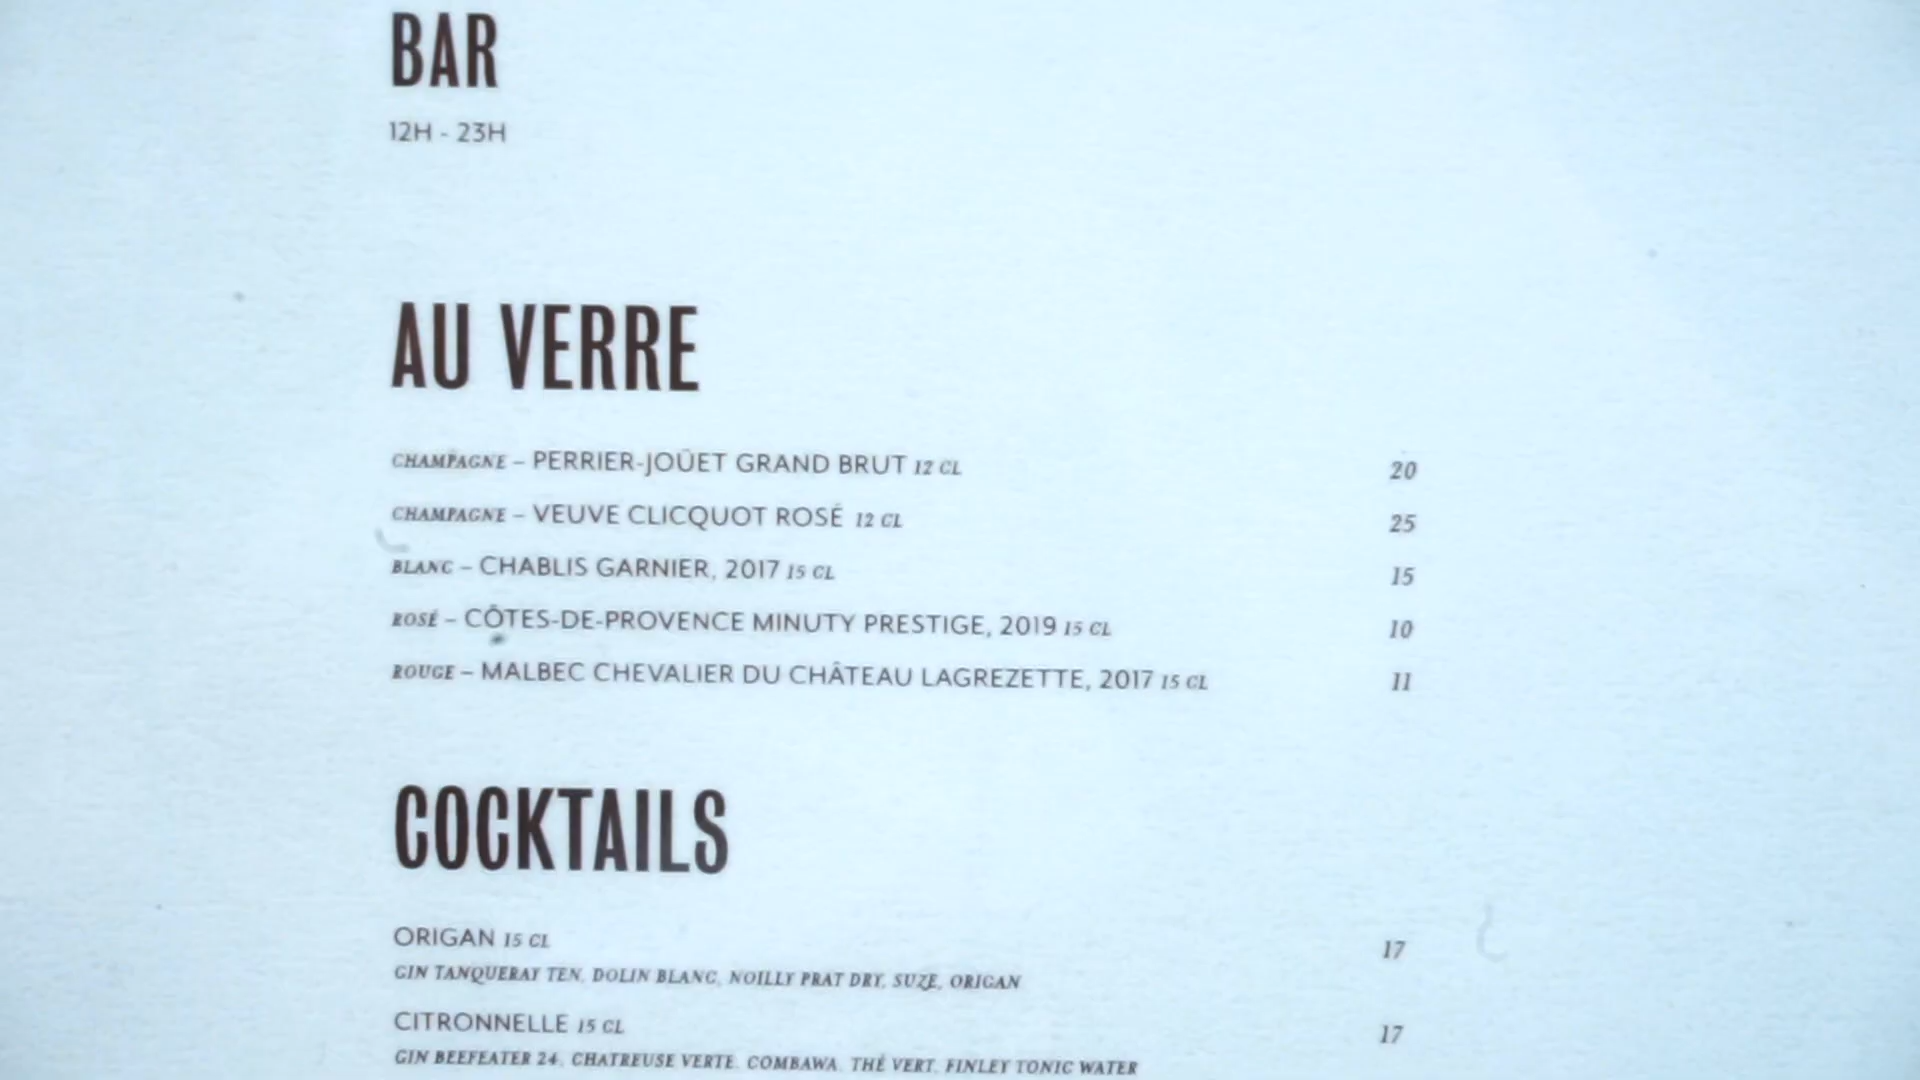 BAR
12H - 23H
AU VERRE
CHAMPAGNE – PERRIER-JOÜET GRAND BRUT 12 CL 20
CHAMPAGNE – VEUVE CLICQUOT ROSÉ 12 CL 25
BLANC – CHABLIS GARNIER, 2017 15 CL 15
ROSÉ – CÔTES-DE-PROVENCE MINUTY PRESTIGE, 2019 15 CL 10
ROUGE – MALBEC CHEVALIER DU CHÂTEAU LAGREZETTE, 2017 15 CL 11
COCKTAILS
ORIGAN 15 CL 17
GIN TANQUERAY TEN, DOLIN BLANC, NOILLY PRAT DRY, SUZE, ORIGAN
CITRONNELLE 15 CL 17
GIN BEEFEATER 24, CHATREUSE VERTE, COMBAWA, THÉ VERT, FINLEY TONIC WATER